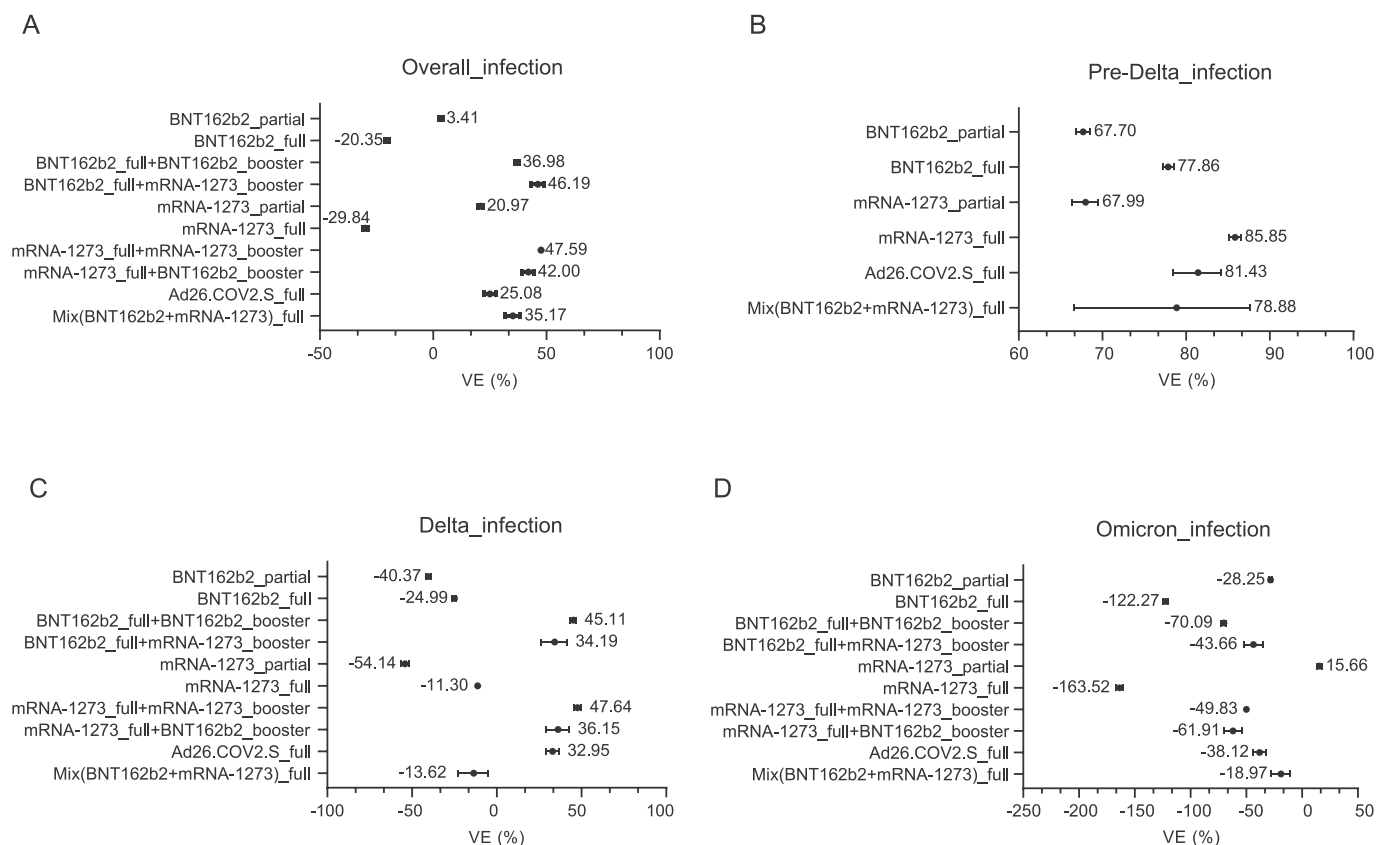 A
Overall_infection
BNT162b2_partial 3.41
BNT162b2_full -20.35
BNT162b2_full+BNT162b2_booster 36.98
BNT162b2_full+mRNA-1273_booster 46.19
mRNA-1273_partial 20.97
mRNA-1273_full -29.84
mRNA-1273_full+mRNA-1273_booster 47.59
mRNA-1273_full+BNT162b2_booster 42.00
Ad26.COV2.S_full 25.08
Mix(BNT162b2+mRNA-1273)_full 35.17
-50 0 50 100
VE (%)
B
Pre-Delta_infection
BNT162b2_partial 67.70
BNT162b2_full 77.86
mRNA-1273_partial 67.99
mRNA-1273_full 85.85
Ad26.COV2.S_full 81.43
Mix(BNT162b2+mRNA-1273)_full 78.88
60 70 80 90 100
VE (%)
C
Delta_infection
BNT162b2_partial -40.37
BNT162b2_full -24.99
BNT162b2_full+BNT162b2_booster 45.11
BNT162b2_full+mRNA-1273_booster 34.19
mRNA-1273_partial -54.14
mRNA-1273_full -11.30
mRNA-1273_full+mRNA-1273_booster 47.64
mRNA-1273_full+BNT162b2_booster 36.15
Ad26.COV2.S_full 32.95
Mix(BNT162b2+mRNA-1273)_full -13.62
-100 -50 0 50 100
VE (%)
D
Omicron_infection
BNT162b2_partial -28.25
BNT162b2_full -122.27
BNT162b2_full+BNT162b2_booster -70.09
BNT162b2_full+mRNA-1273_booster -43.66
mRNA-1273_partial 15.66
mRNA-1273_full -163.52
mRNA-1273_full+mRNA-1273_booster -49.83
mRNA-1273_full+BNT162b2_booster -61.91
Ad26.COV2.S_full -38.12
Mix(BNT162b2+mRNA-1273)_full -18.97
-250 -200 -150 -100 -50 0 50
VE (%)